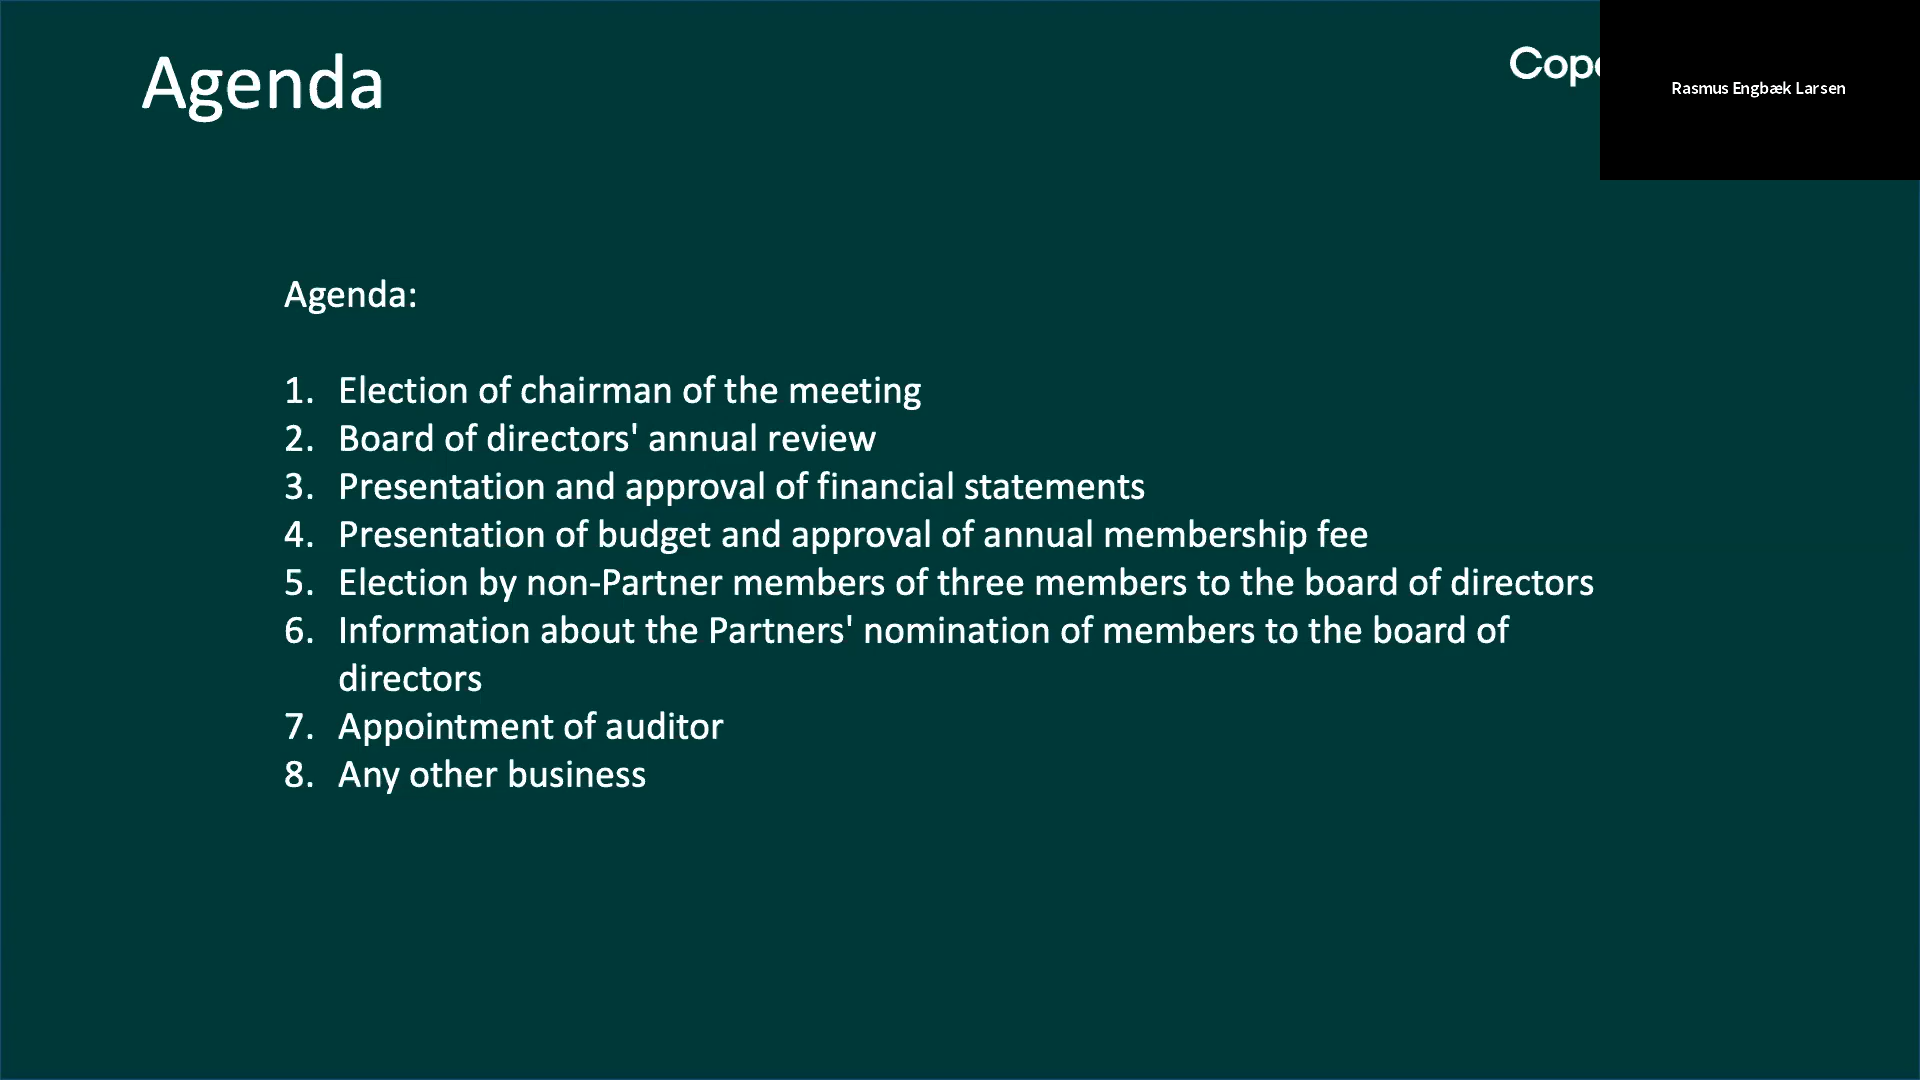 Agenda
Rasmus Engbæk Larsen
Agenda:
1. Election of chairman of the meeting
2. Board of directors' annual review
3. Presentation and approval of financial statements
4. Presentation of budget and approval of annual membership fee
5. Election by non-Partner members of three members to the board of directors
6. Information about the Partners' nomination of members to the board of
directors
7. Appointment of auditor
8. Any other business